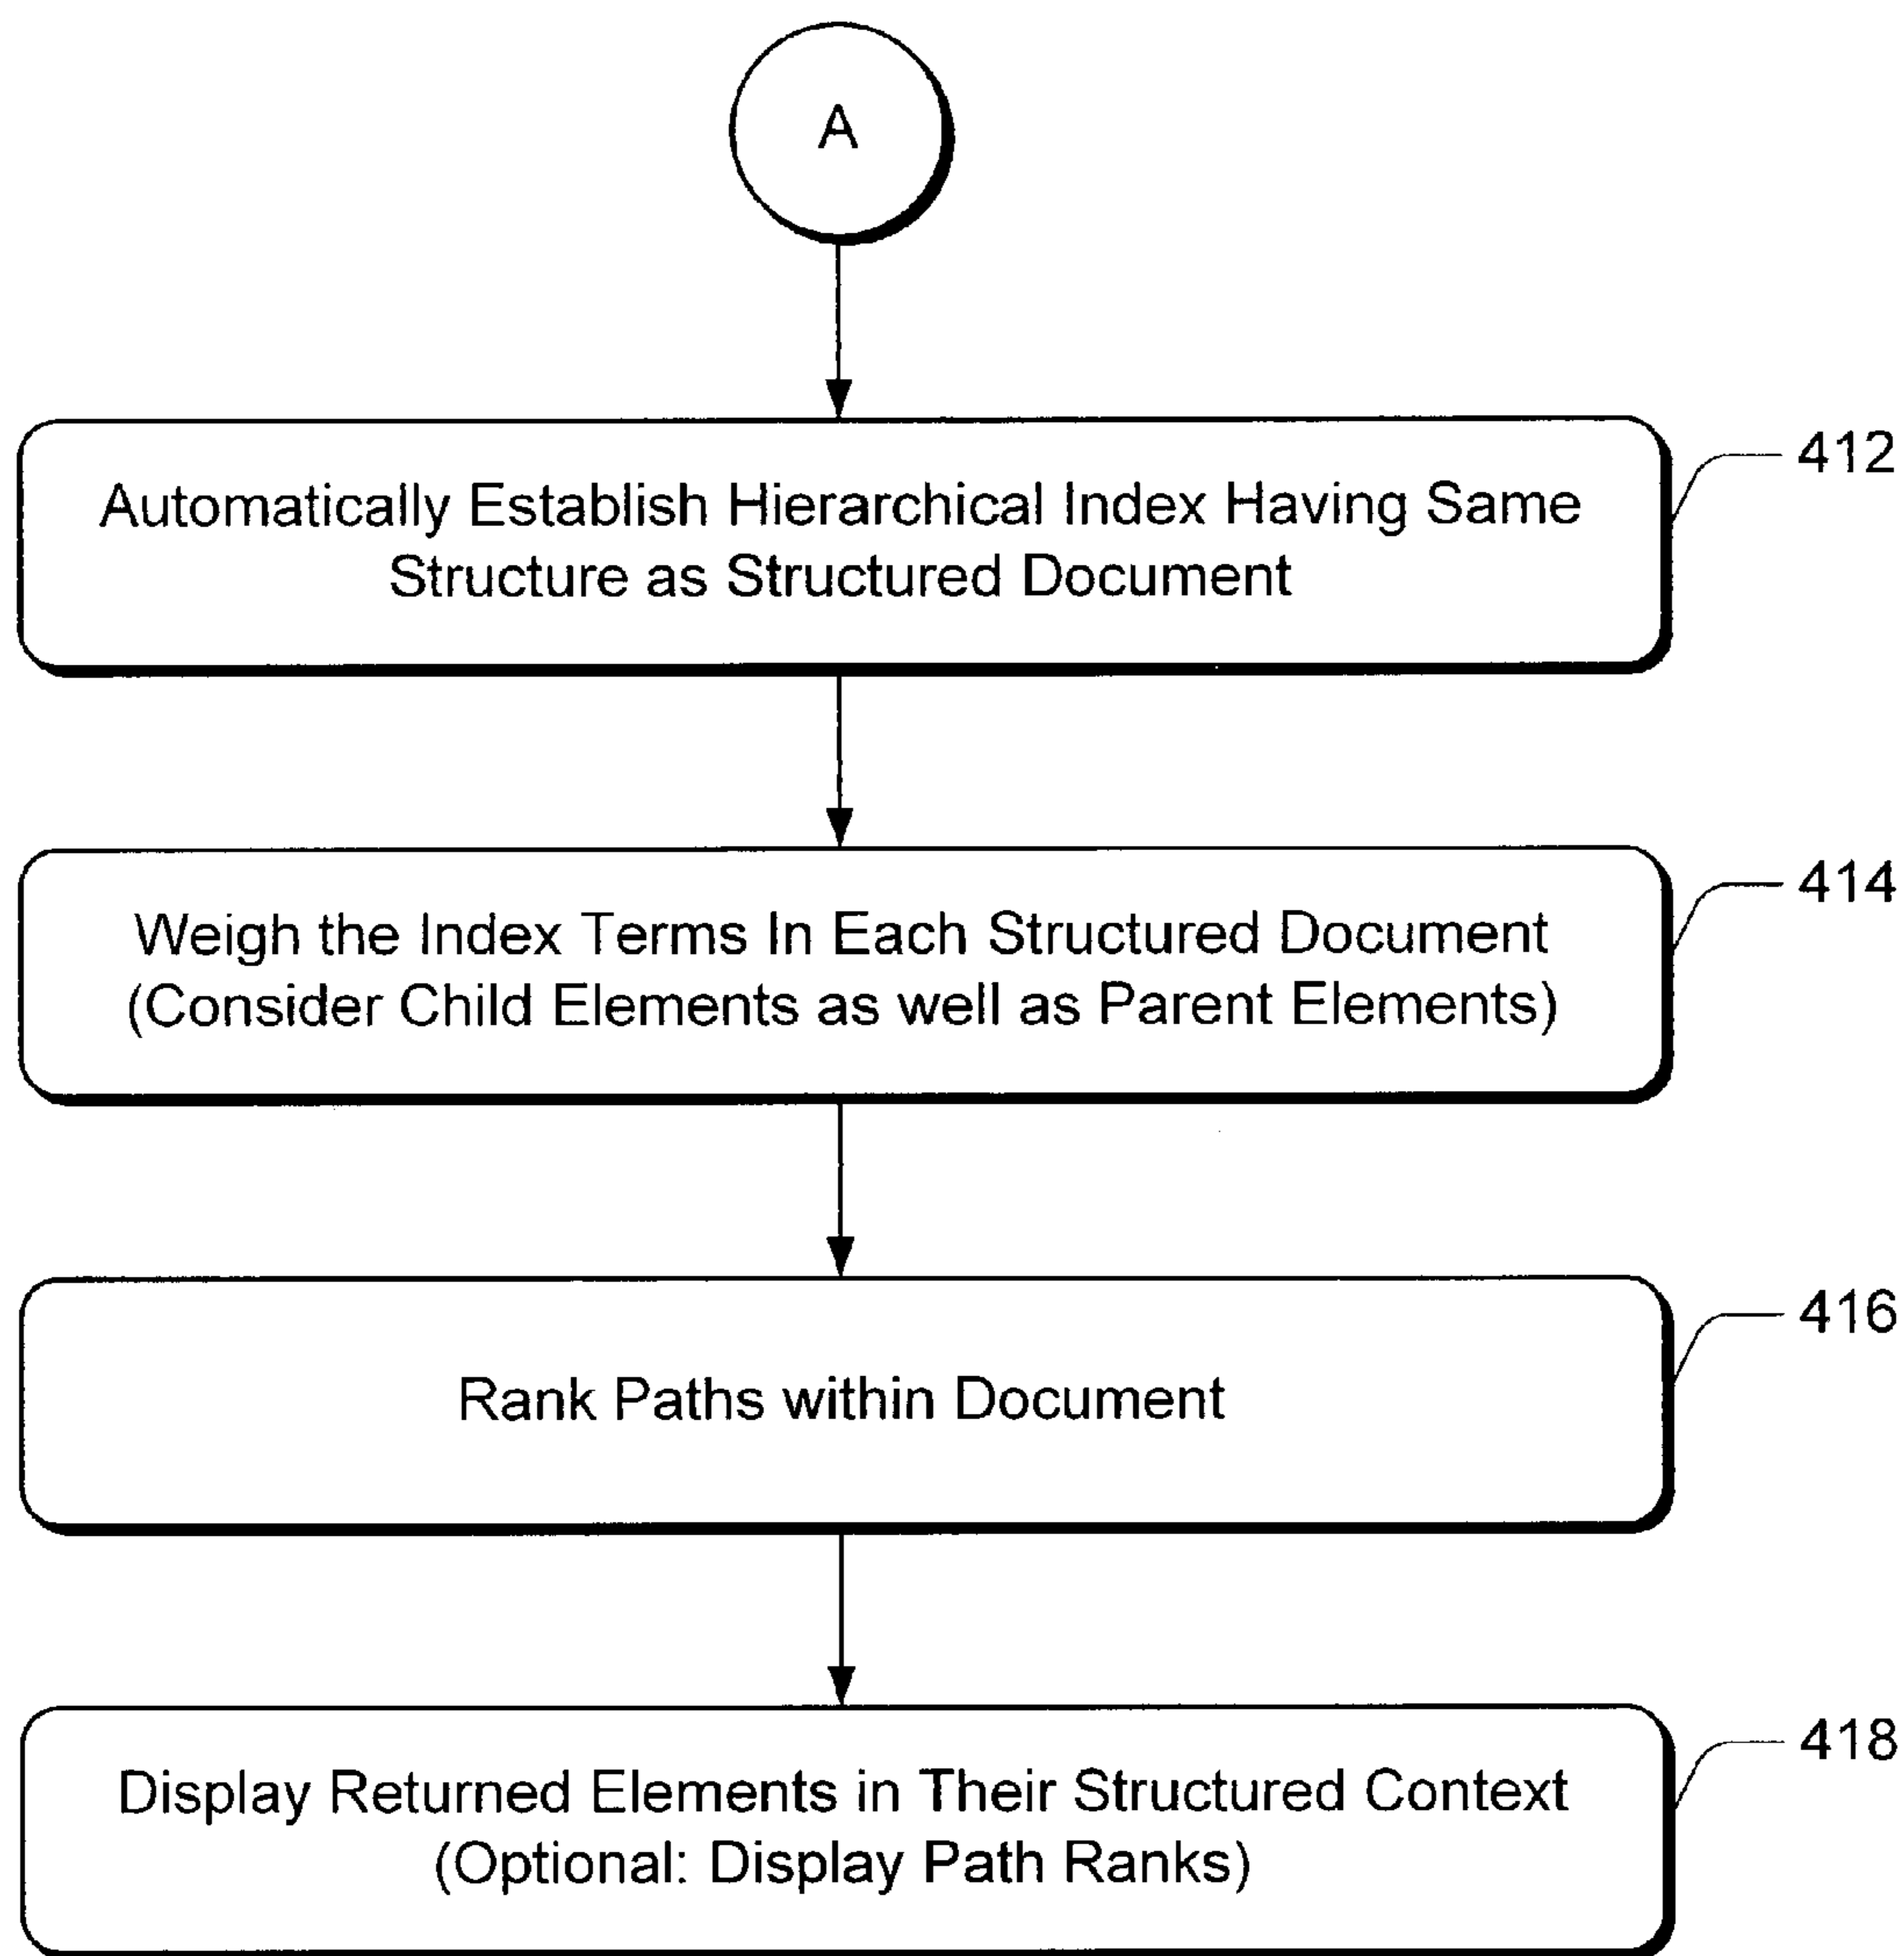 A
412
Automatically Establish Hierarchical Index Having Same
Structure as Structured Document
414
Weigh the Index Terms In Each Structured Document
(Consider Child Elements as well as Parent Elements)
416
Rank Paths within Document
418
Display Returned Elements in Their Structured Context
(Optional: Display Path Ranks)